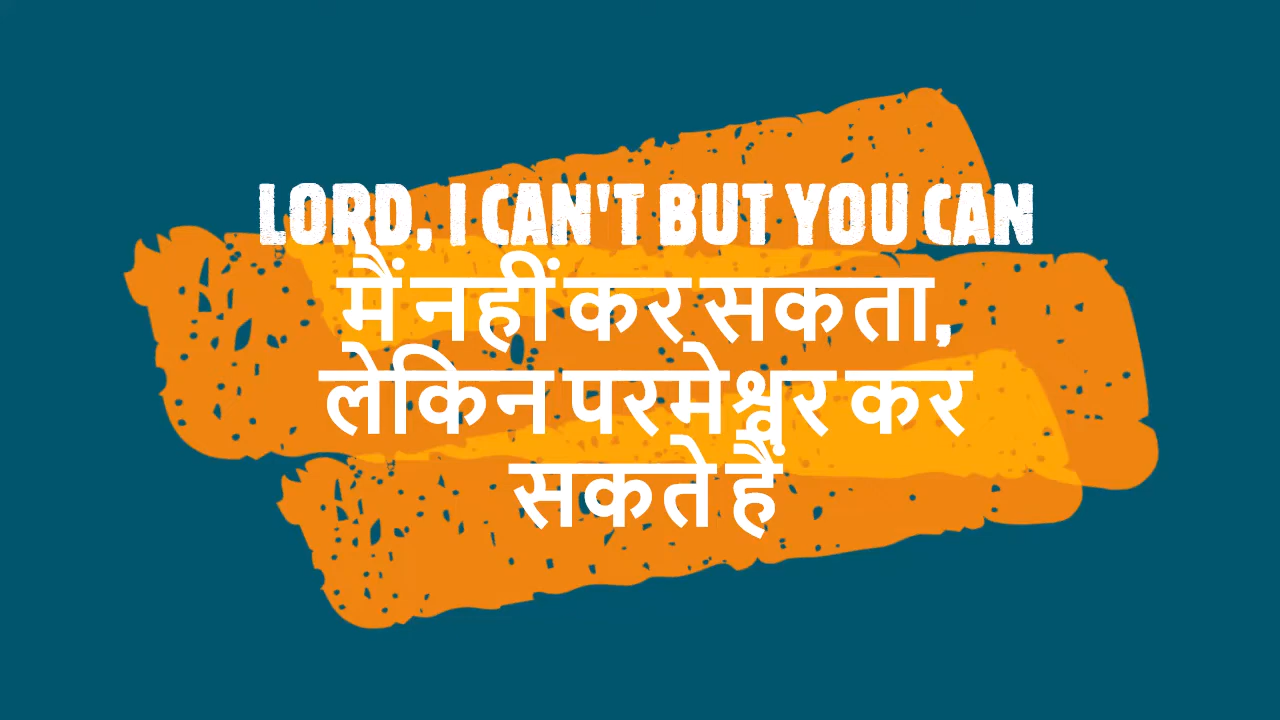 LORD, I CAN'T BUT YOU CAN
मैं नहीं कर सकता,
लेकिन परमेश्वर कर
सकते हैं